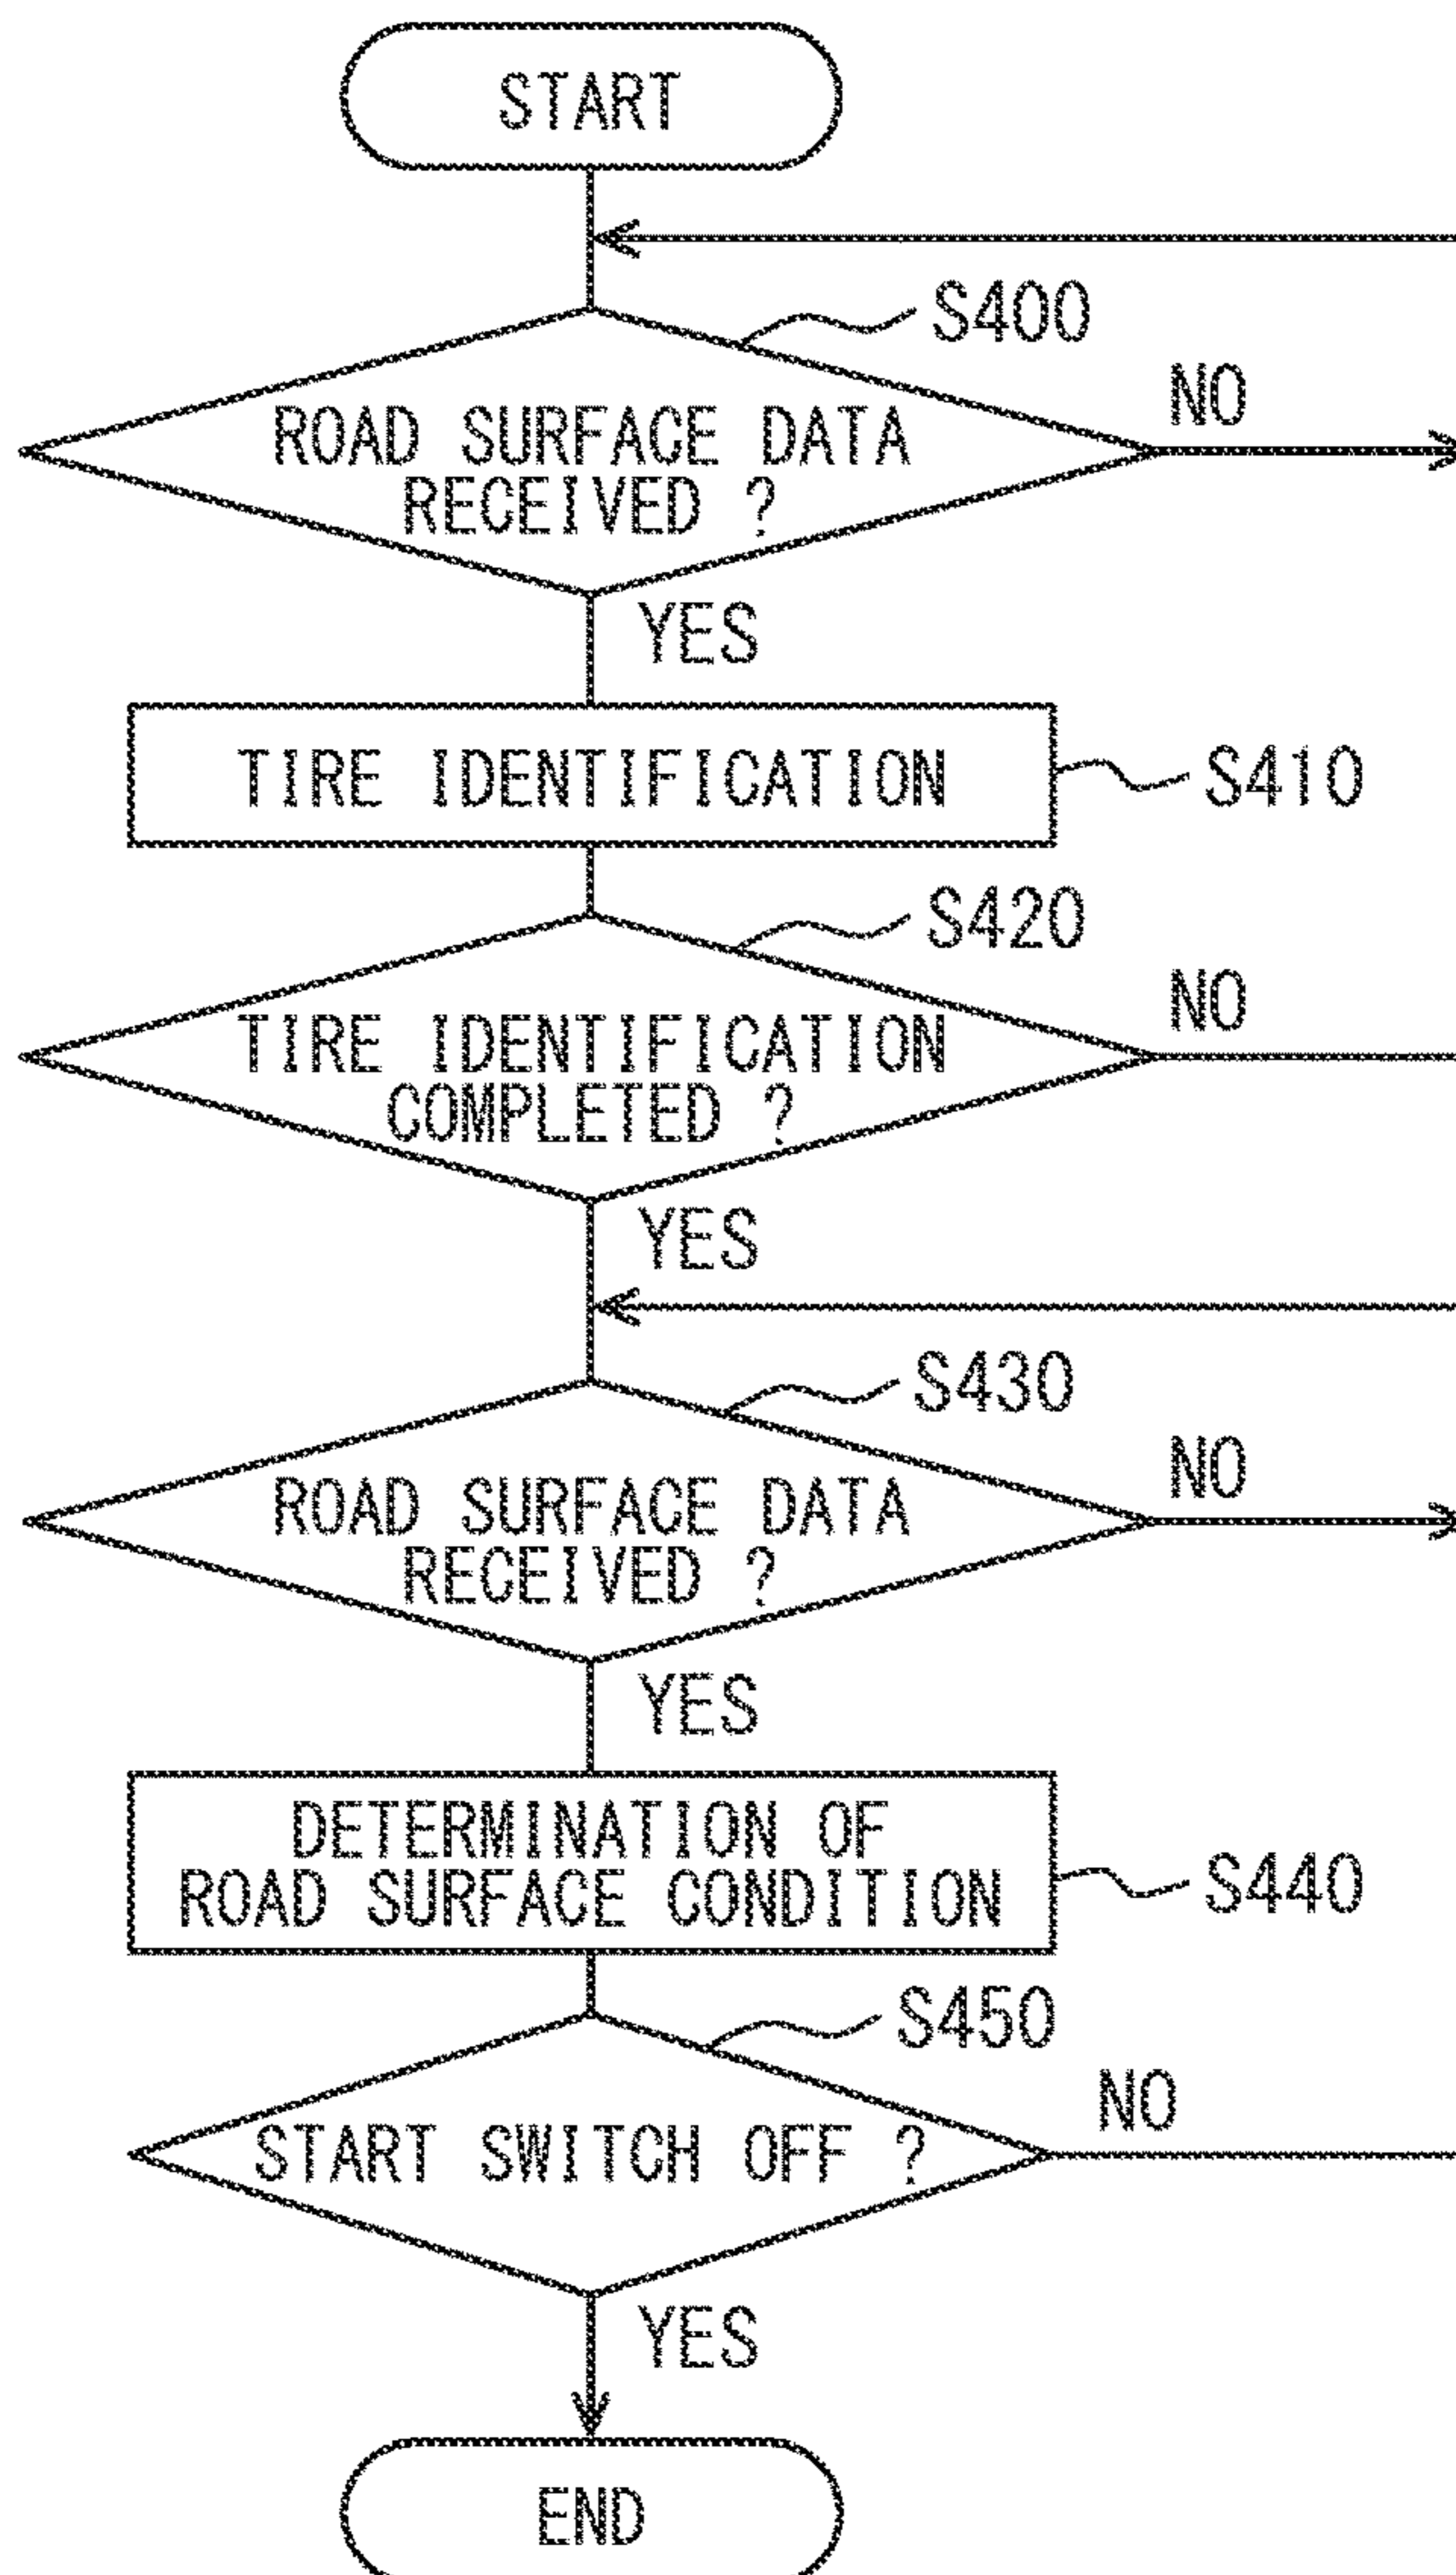 START
S400
NO
ROAD SURFACE DATA
RECEIVED ?
YES
TIRE IDENTIFICATION
S410
S420
NO
TIRE IDENTIFICATION
COMPLETED ?
YES
S430
NO
ROAD SURFACE DATA
RECEIVED ?
YES
DETERMINATION OF
ROAD SURFACE CONDITION
S440
S450
NO
START SWITCH OFF ?
YES
END